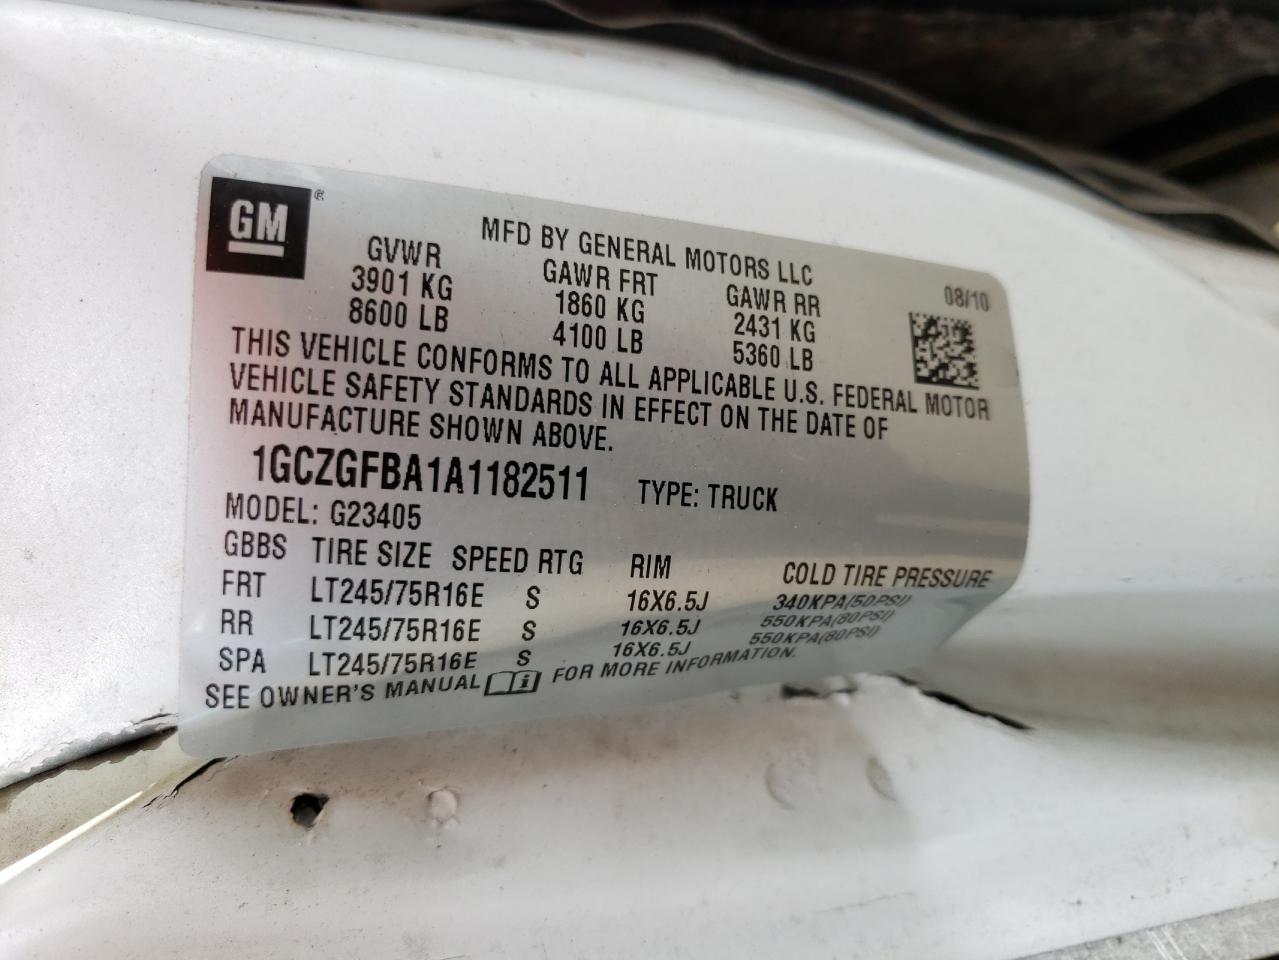 GM ®
MFD BY GENERAL MOTORS LLC
08/10
GVWR GAWR FRT GAWR RR
3901 KG 1860 KG 2431 KG
8600 LB 4100 LB 5360 LB
THIS VEHICLE CONFORMS TO ALL APPLICABLE U.S. FEDERAL MOTOR
VEHICLE SAFETY STANDARDS IN EFFECT ON THE DATE OF
MANUFACTURE SHOWN ABOVE.
1GCZGFBA1A1182511 TYPE: TRUCK
MODEL: G23405
GBBS TIRE SIZE SPEED RTG RIM COLD TIRE PRESSURE
FRT LT245/75R16E S 16X6.5J 340KPA(50PSI)
RR LT245/75R16E S 16X6.5J 550KPA(80PSI)
SPA LT245/75R16E S 16X6.5J 550KPA(80PSI)
SEE OWNER'S MANUAL i FOR MORE INFORMATION.